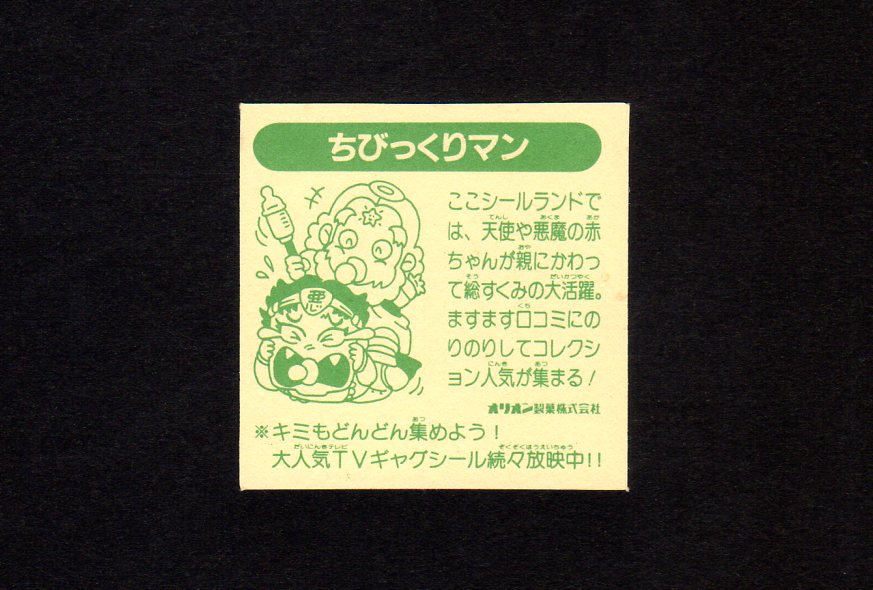 ちびっくりマン
ここシールランドで
は、天使や悪魔の赤
ちゃんが親にかわっ
て総すくみの大活躍。
ますます口コミにの
りのりしてコレクシ
ョン人気が集まる!
オリオン製菓株式会社
※キミもどんどん集めよう!
大人気TVギャグシール続々放映中!!
悪